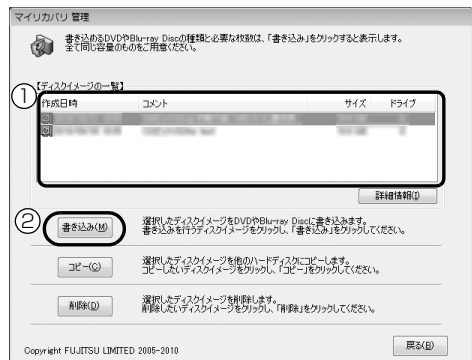 マイリカバリ 管理
書き込めるDVDやBlu-ray Discの種類と必要な枚数は、「書き込み」をクリックすると表示します。
全て同じ容量のものをご用意ください。
【ディスクイメージの一覧】
①
作成日時 コメント サイズ ドライブ
詳細情報(I)
②
書き込み(M)
選択したディスクイメージをDVDやBlu-ray Discに書き込みます。
書き込みを行うディスクイメージをクリックし、「書き込み」をクリックしてください。
コピー(C)
選択したディスクイメージを他のハードディスクにコピーします。
コピーしたいディスクイメージをクリックし、「コピー」をクリックしてください。
削除(D)
選択したディスクイメージを削除します。
削除したいディスクイメージをクリックし、「削除」をクリックしてください。
Copyright FUJITSU LIMITED 2005-2010
戻る(B)